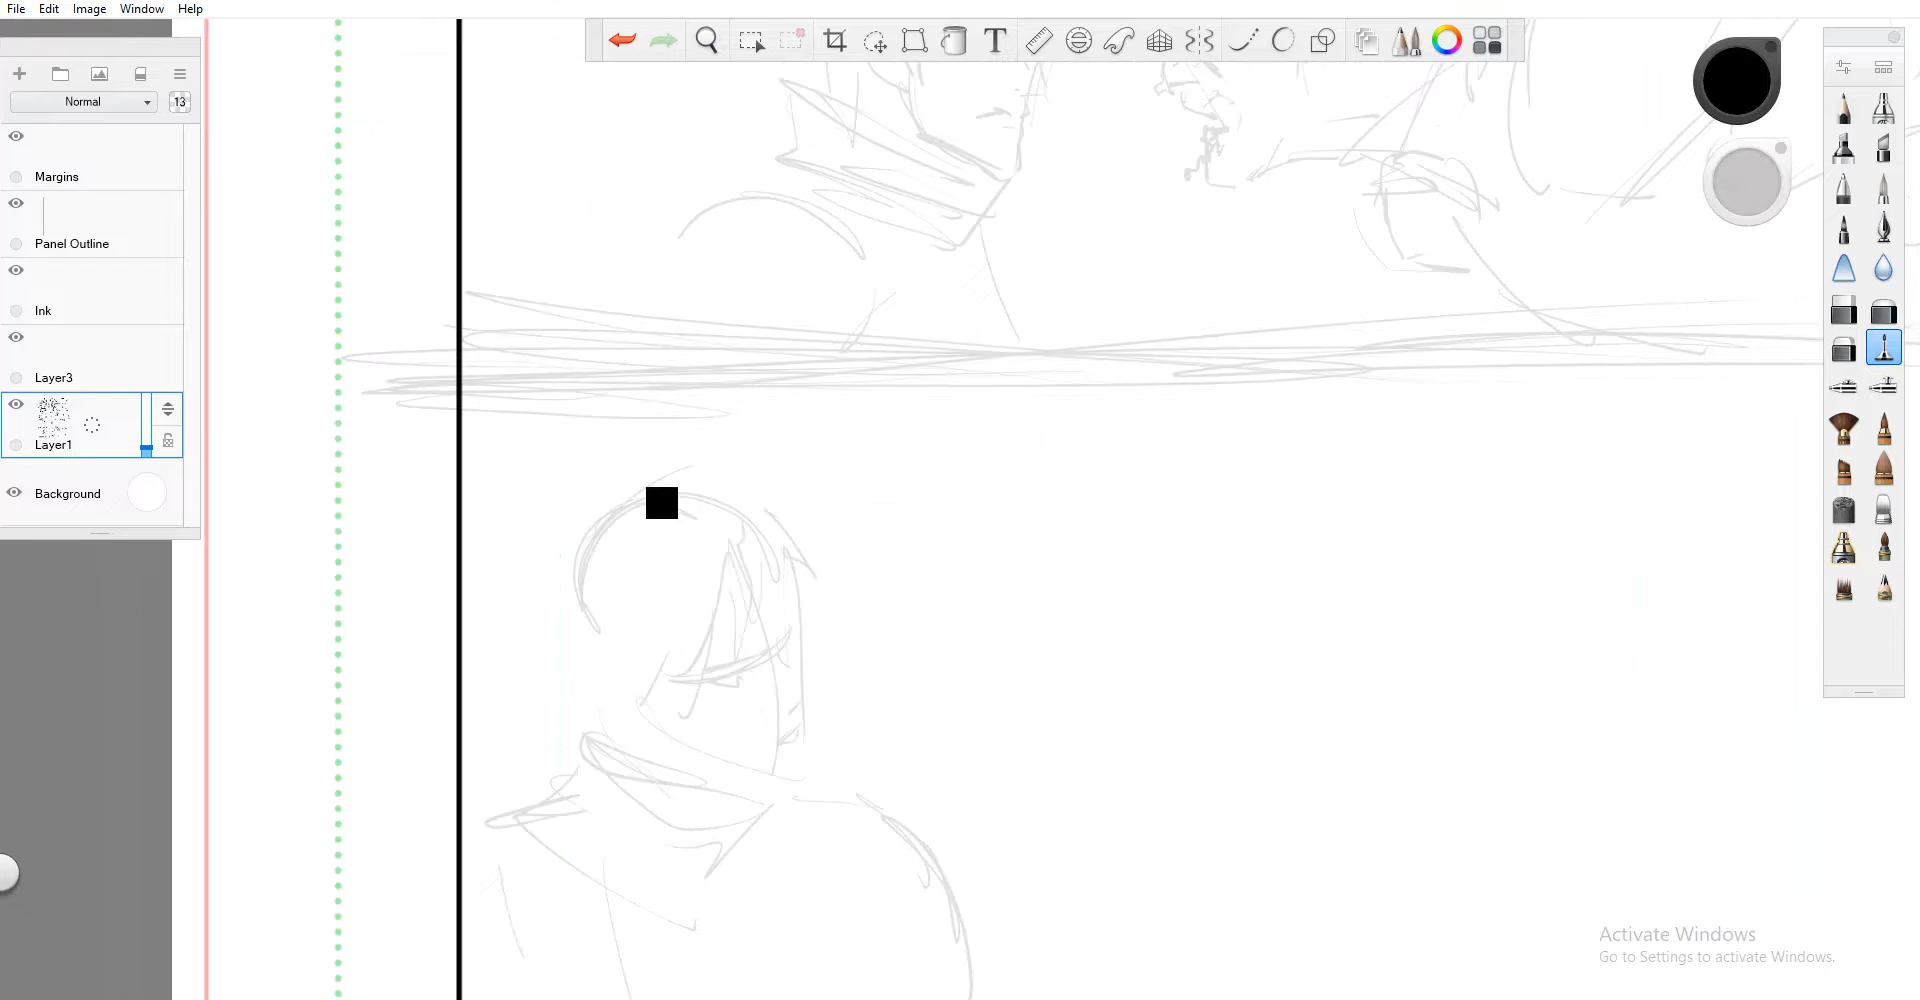 File Edit Image Window Help
Normal 13
Margins
Panel Outline
Ink
Layer3
Layer1
Background
T
Activate Windows
Go to Settings to activate Windows.